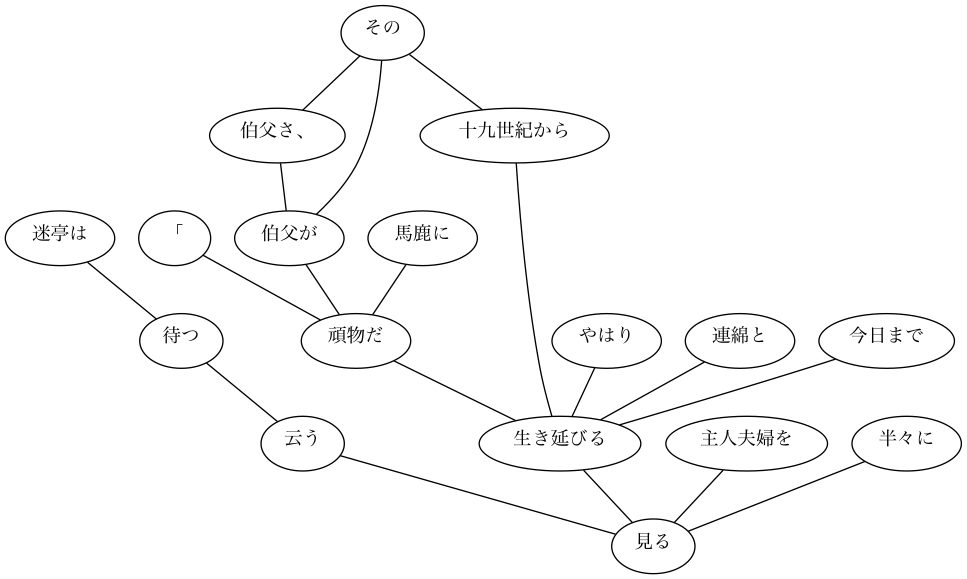 その
伯父さ、
十九世紀から
迷亭は
「
伯父が
馬鹿に
待つ
頑物だ
やはり
連綿と
今日まで
云う
生き延びる
主人夫婦を
半々に
見る